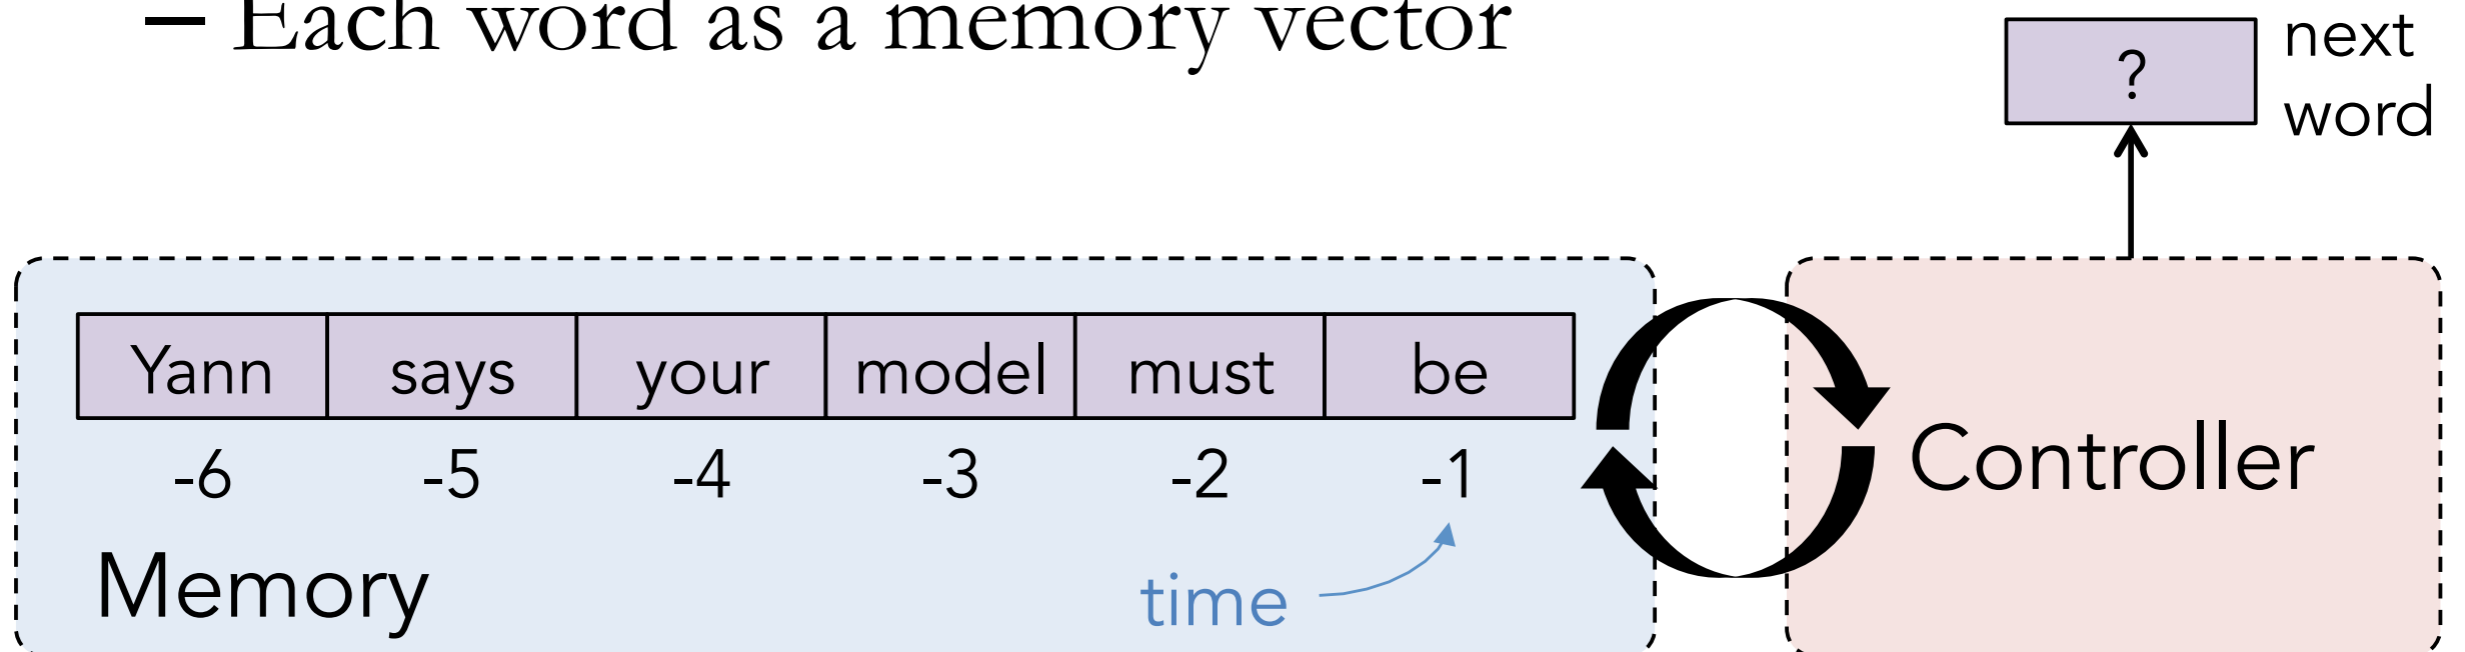 – Each word as a memory vector
next
word
?
Yann says your model must be
-6 -5 -4 -3 -2 -1
Controller
Memory
time